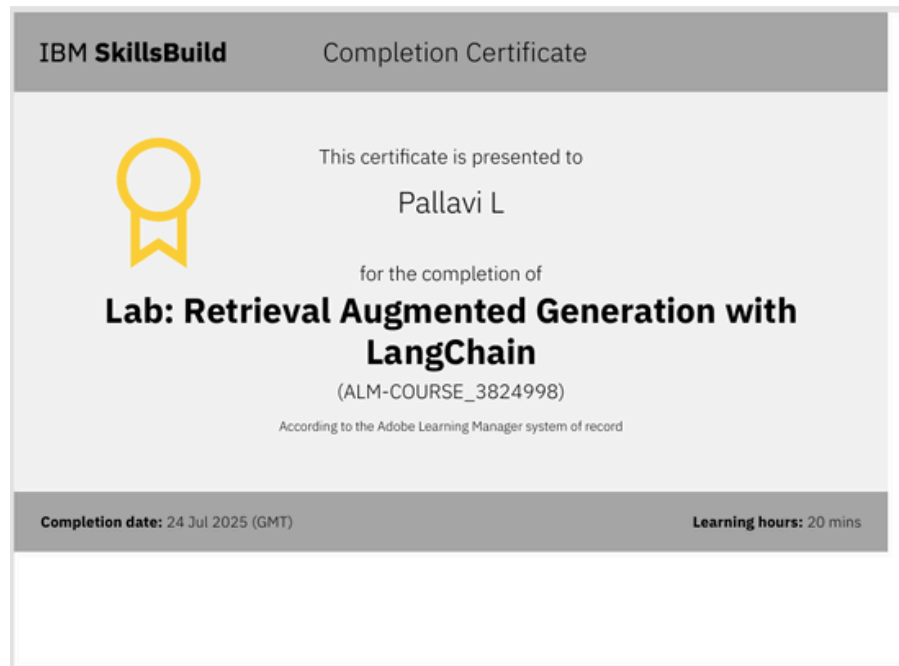 IBM SkillsBuild Completion Certificate
This certificate is presented to
Pallavi L
for the completion of
Lab: Retrieval Augmented Generation with
LangChain
(ALM-COURSE_3824998)
According to the Adobe Learning Manager system of record
Completion date: 24 Jul 2025 (GMT) Learning hours: 20 mins